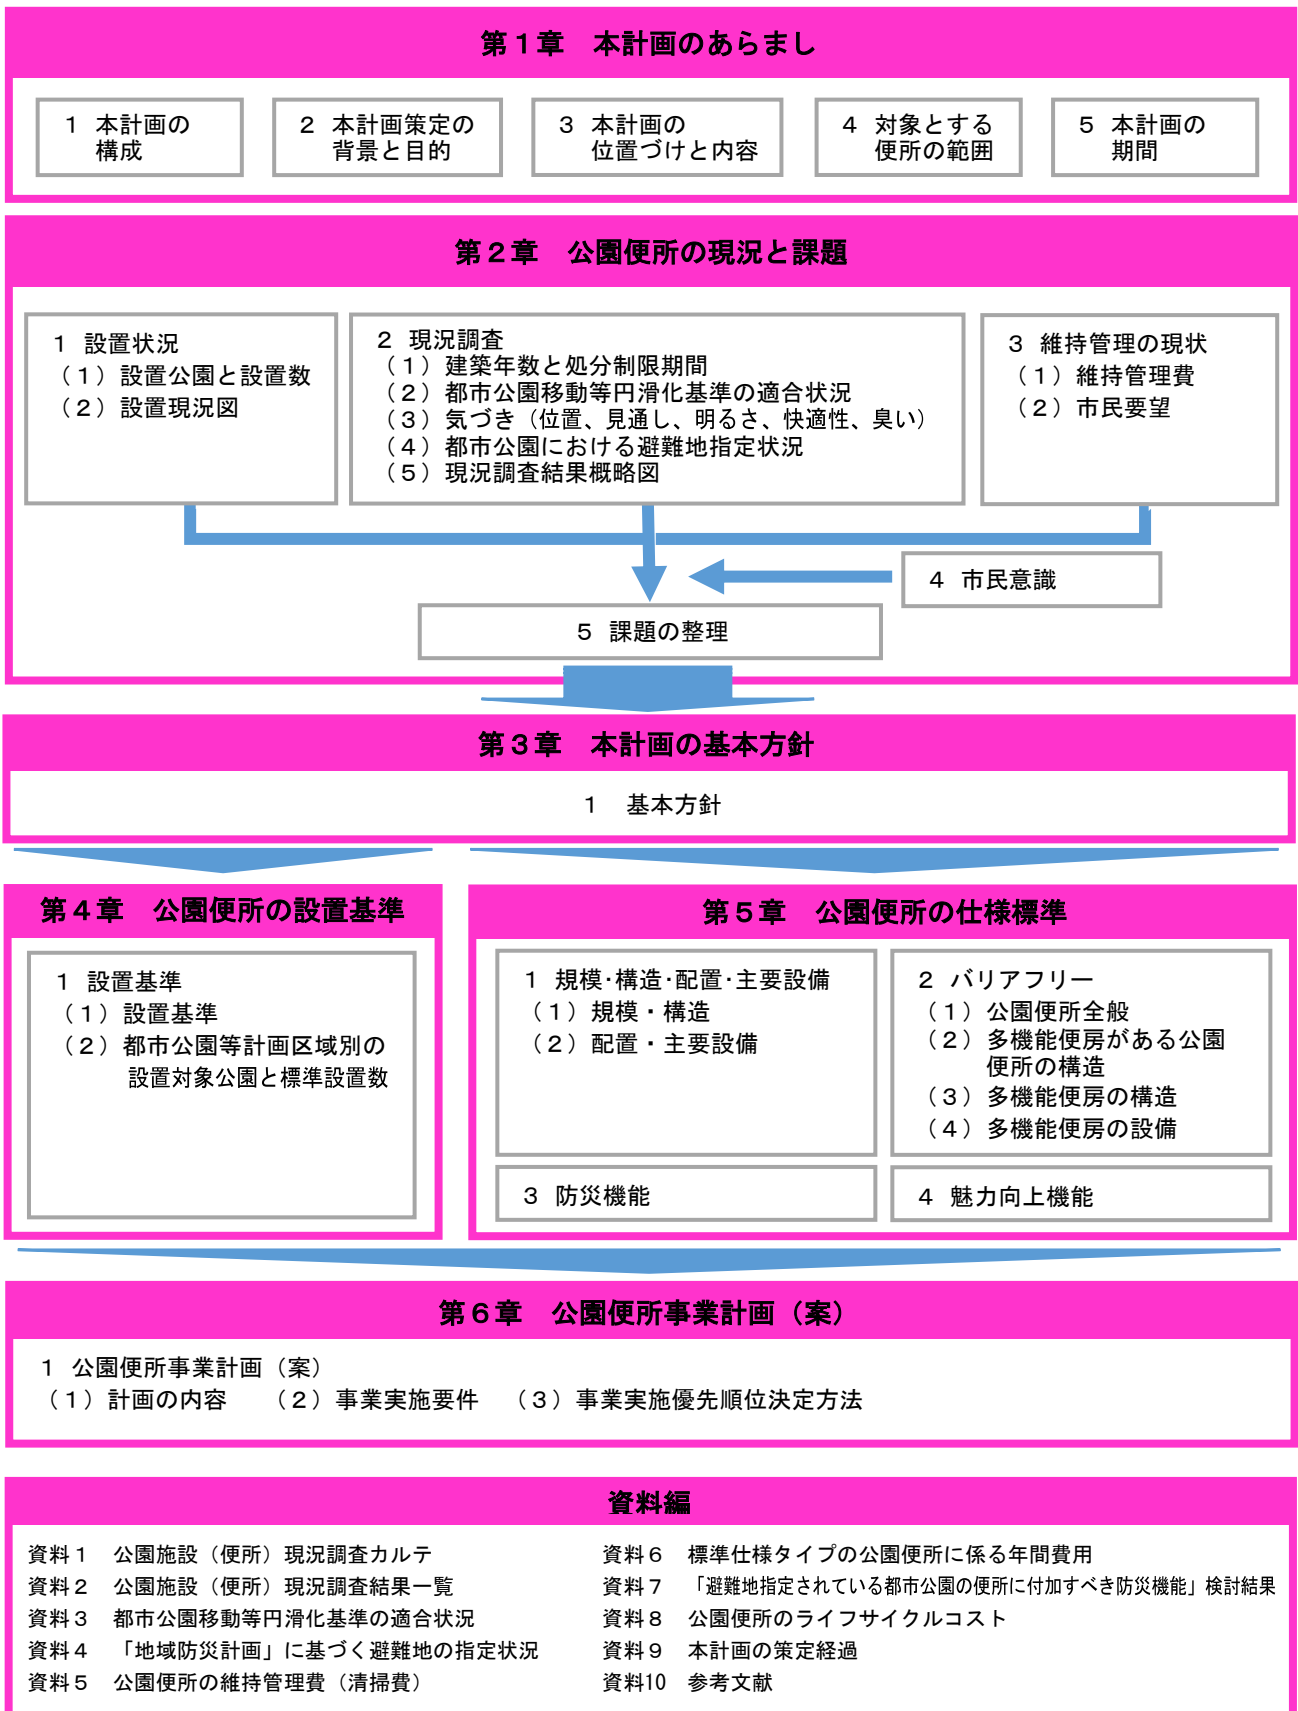 第１章　本計画のあらまし
１ 本計画の
構成
２ 本計画策定の
背景と目的
３ 本計画の
位置づけと内容
４ 対象とする
便所の範囲
５ 本計画の
期間
第２章　公園便所の現況と課題
１ 設置状況
（１）設置公園と設置数
（２）設置現況図
２ 現況調査
（１）建築年数と処分制限期間
（２）都市公園移動等円滑化基準の適合状況
（３）気づき（位置、見通し、明るさ、快適性、臭い）
（４）都市公園における避難地指定状況
（５）現況調査結果概略図
３ 維持管理の現状
（１）維持管理費
（２）市民要望
４ 市民意識
５ 課題の整理
第３章　本計画の基本方針
１　基本方針
第４章　公園便所の設置基準
１ 設置基準
（１）設置基準
（２）都市公園等計画区域別の
設置対象公園と標準設置数
第５章　公園便所の仕様標準
１ 規模･構造･配置･主要設備
（１）規模・構造
（２）配置・主要設備
２ バリアフリー
（１）公園便所全般
（２）多機能便房がある公園
便所の構造
（３）多機能便房の構造
（４）多機能便房の設備
３ 防災機能
４ 魅力向上機能
第６章　公園便所事業計画（案）
１ 公園便所事業計画（案）
（１）計画の内容　（２）事業実施要件　（３）事業実施優先順位決定方法
資料編
資料１　公園施設（便所）現況調査カルテ
資料２　公園施設（便所）現況調査結果一覧
資料３　都市公園移動等円滑化基準の適合状況
資料４　「地域防災計画」に基づく避難地の指定状況
資料５　公園便所の維持管理費（清掃費）
資料６　標準仕様タイプの公園便所に係る年間費用
資料７　「避難地指定されている都市公園の便所に付加すべき防災機能」検討結果
資料８　公園便所のライフサイクルコスト
資料９　本計画の策定経過
資料10　参考文献